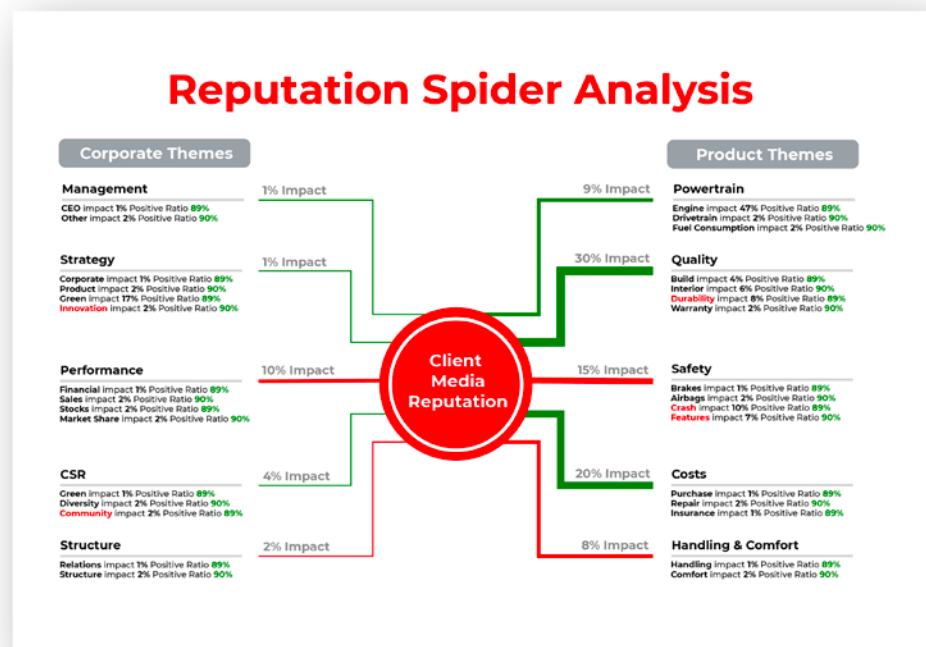 Reputation Spider Analysis
Corporate Themes
Management
1% Impact
CEO impact 1% Positive Ratio 89%
Other impact 2% Positive Ratio 90%
Strategy
1% Impact
Corporate impact 1% Positive Ratio 89%
Product impact 2% Positive Ratio 90%
Green impact 17% Positive Ratio 89%
Innovation impact 2% Positive Ratio 90%
Performance
10% Impact
Financial impact 1% Positive Ratio 89%
Sales impact 2% Positive Ratio 90%
Stocks impact 2% Positive Ratio 89%
Market Share impact 2% Positive Ratio 90%
CSR
4% Impact
Green impact 1% Positive Ratio 89%
Diversity impact 2% Positive Ratio 90%
Community impact 2% Positive Ratio 89%
Structure
2% Impact
Relations impact 1% Positive Ratio 89%
Structure impact 2% Positive Ratio 90%
Client
Media
Reputation
Product Themes
9% Impact
Powertrain
Engine impact 47% Positive Ratio 89%
Drivetrain impact 2% Positive Ratio 90%
Fuel Consumption impact 2% Positive Ratio 90%
30% Impact
Quality
Build impact 4% Positive Ratio 89%
Interior impact 6% Positive Ratio 90%
Durability impact 8% Positive Ratio 89%
Warranty impact 2% Positive Ratio 90%
15% Impact
Safety
Brakes impact 1% Positive Ratio 89%
Airbags impact 2% Positive Ratio 90%
Crash impact 10% Positive Ratio 89%
Features impact 7% Positive Ratio 90%
20% Impact
Costs
Purchase impact 1% Positive Ratio 89%
Repair impact 2% Positive Ratio 90%
Insurance impact 1% Positive Ratio 89%
8% Impact
Handling & Comfort
Handling impact 1% Positive Ratio 89%
Comfort impact 2% Positive Ratio 90%